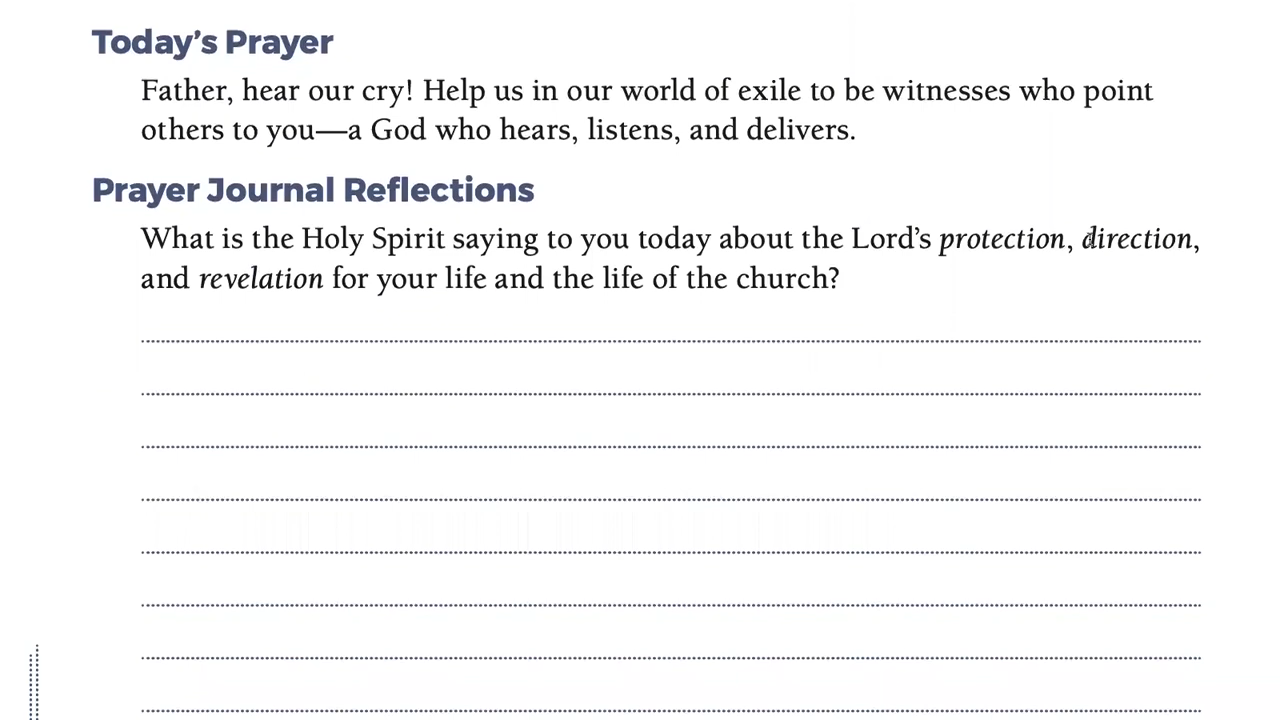 Today’s Prayer
Father, hear our cry! Help us in our world of exile to be witnesses who point
others to you—a God who hears, listens, and delivers.
Prayer Journal Reflections
What is the Holy Spirit saying to you today about the Lord’s protection, direction,
and revelation for your life and the life of the church?